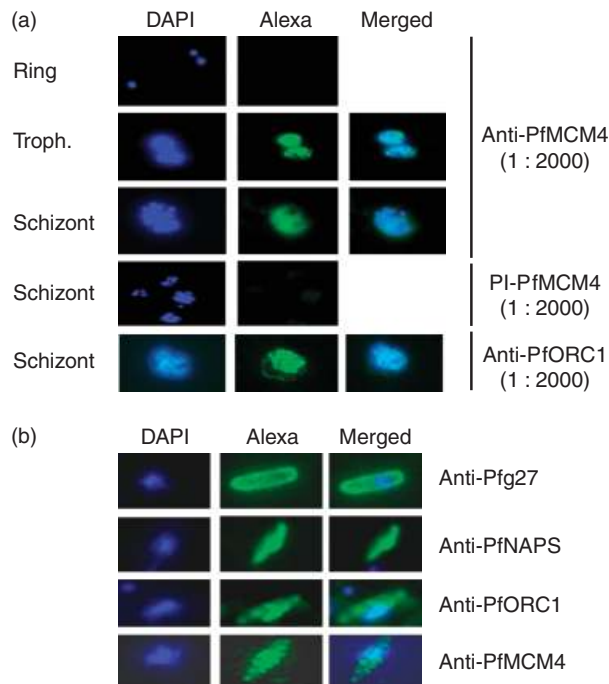 (a)
DAPI Alexa Merged
Ring
Troph.
Anti-PfMCM4
(1 : 2000)
Schizont
Schizont
PI-PfMCM4
(1 : 2000)
Schizont
Anti-PfORC1
(1 : 2000)
(b)
DAPI Alexa Merged
Anti-Pfg27
Anti-PfNAPS
Anti-PfORC1
Anti-PfMCM4